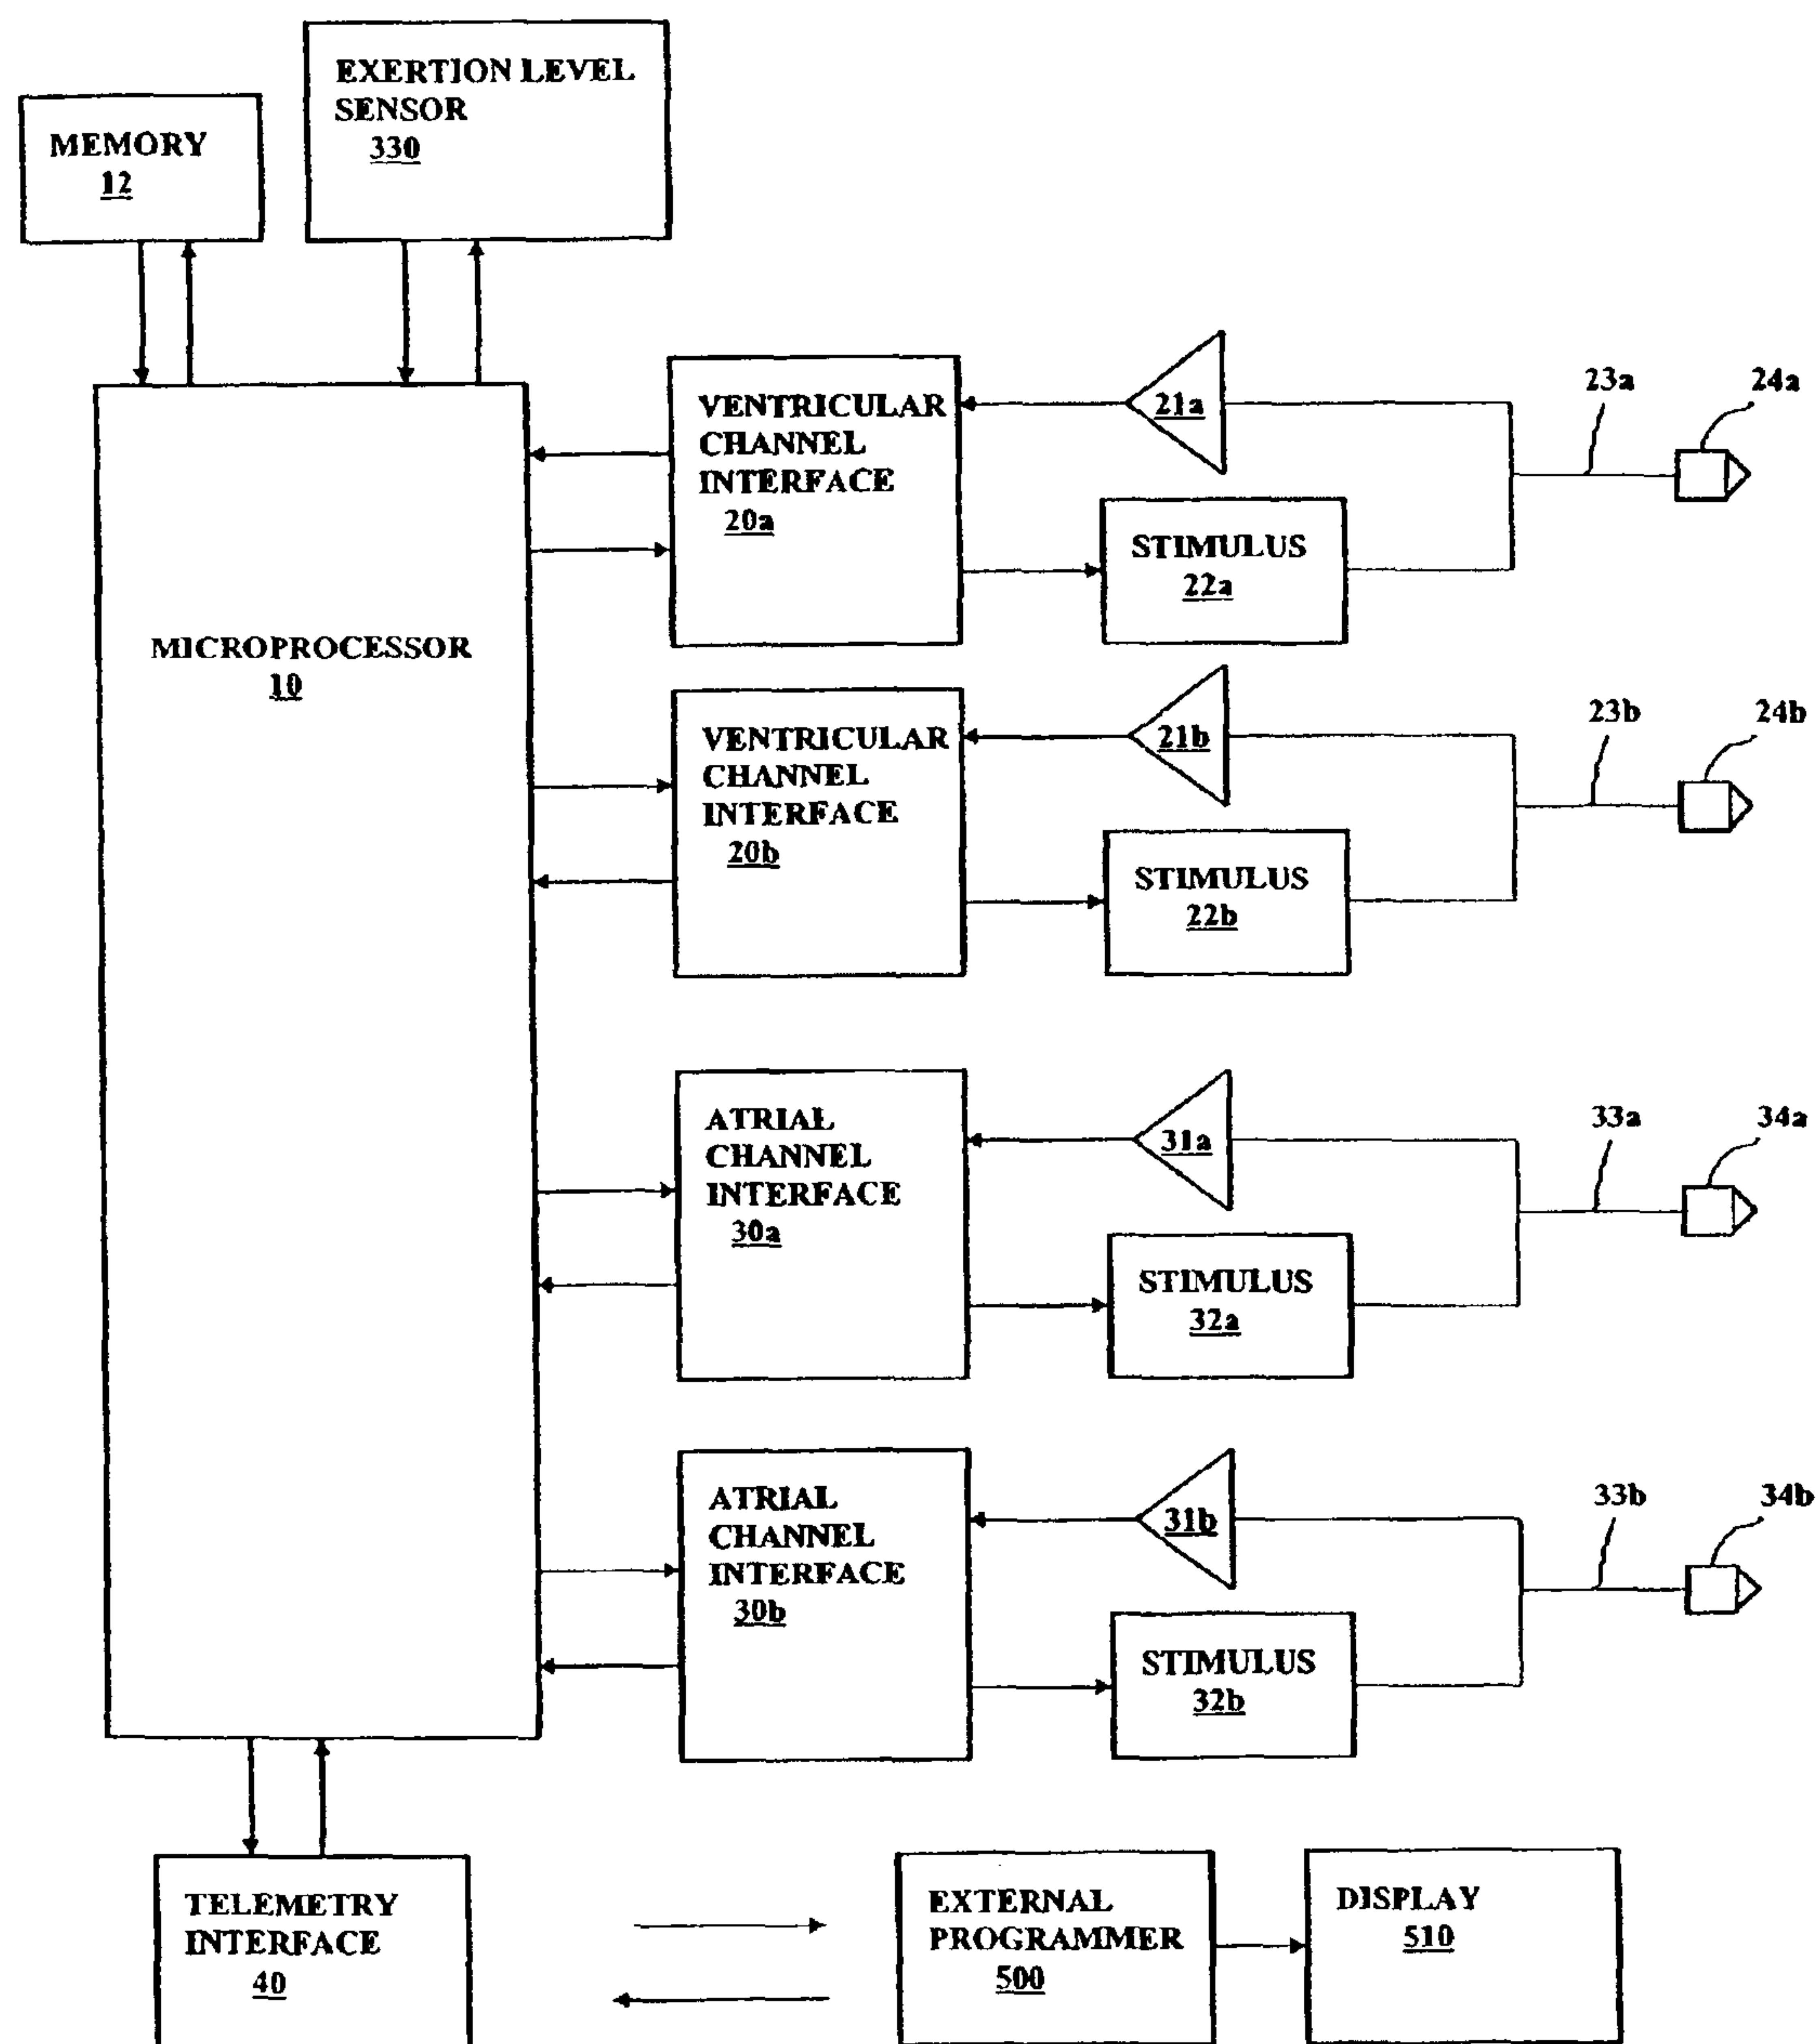 EXERTION LEVEL
SENSOR
330
MEMORY
12
MICROPROCESSOR
10
VENTRICULAR
CHANNEL
INTERFACE
20a
21a
STIMULUS
22a
23a
24a
VENTRICULAR
CHANNEL
INTERFACE
20b
21b
STIMULUS
22b
23b
24b
ATRIAL
CHANNEL
INTERFACE
30a
31a
STIMULUS
32a
33a
34a
ATRIAL
CHANNEL
INTERFACE
30b
31b
STIMULUS
32b
33b
34b
TELEMETRY
INTERFACE
40
EXTERNAL
PROGRAMMER
500
DISPLAY
510